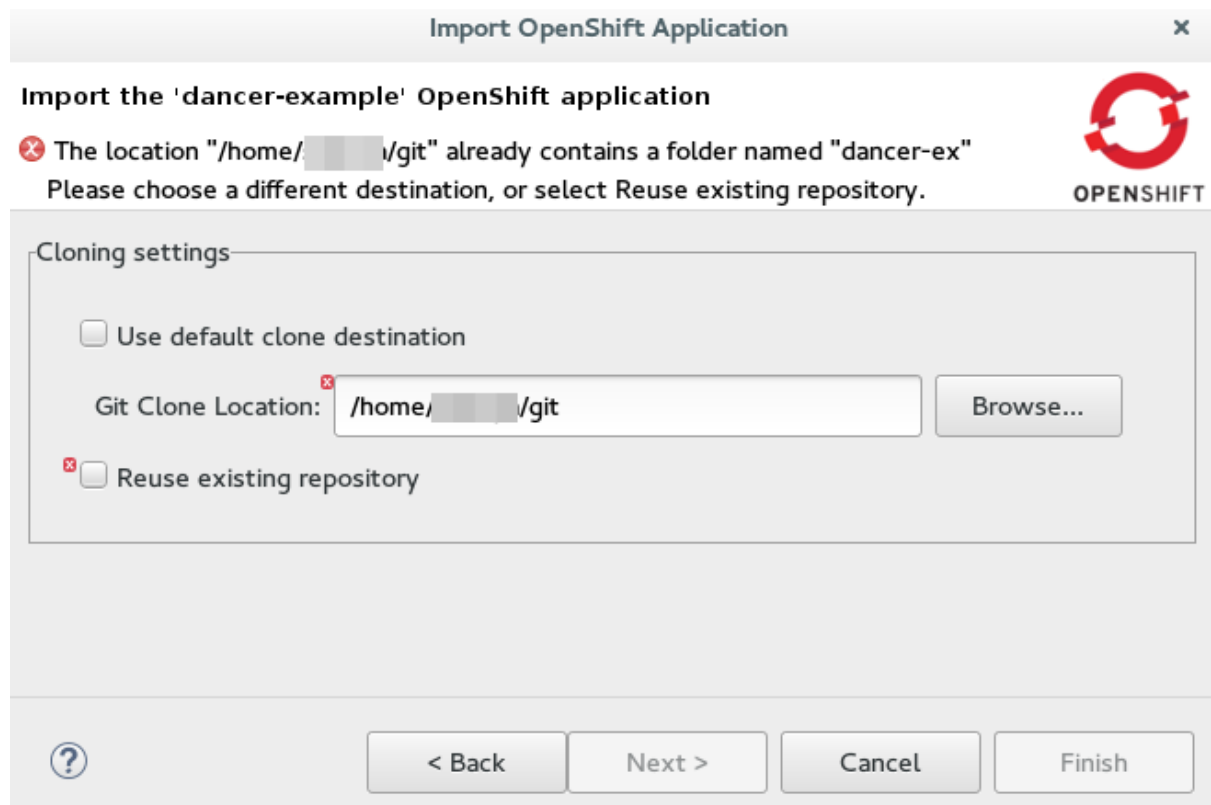 Import OpenShift Application
Import the 'dancer-example' OpenShift application
The location "/home/ /git" already contains a folder named "dancer-ex"
Please choose a different destination, or select Reuse existing repository.
OPENSHIFT
Cloning settings
Use default clone destination
Git Clone Location: /home/ /git Browse...
Reuse existing repository
? < Back Next > Cancel Finish